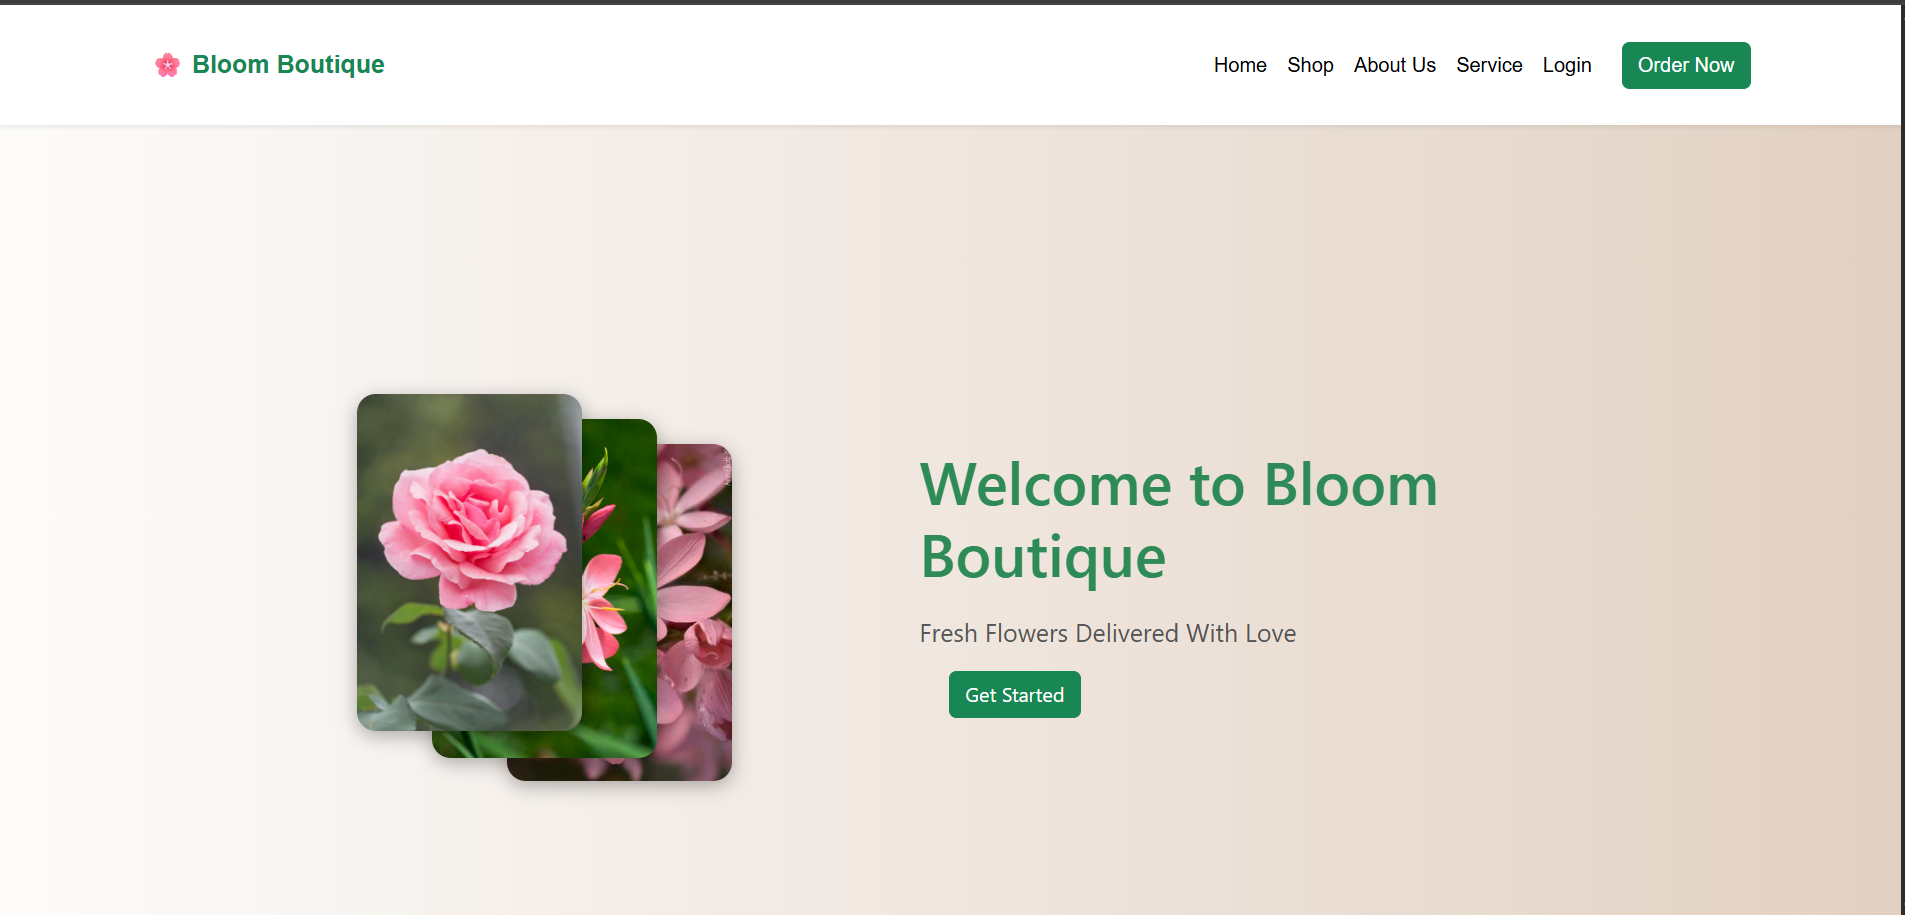 🌸 Bloom Boutique
Home Shop About Us Service Login Order Now
Welcome to Bloom
Boutique
Fresh Flowers Delivered With Love
Get Started